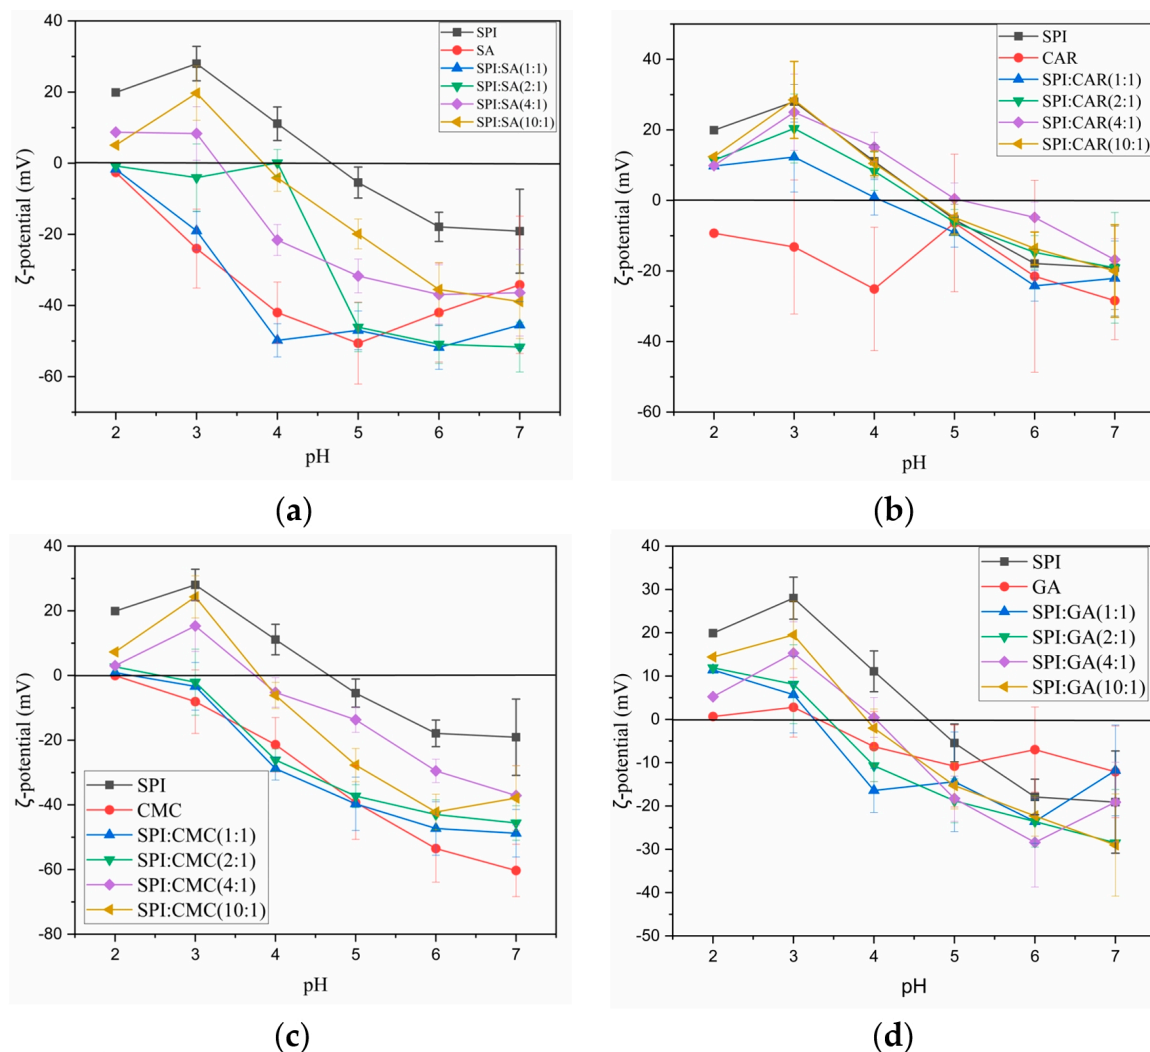 40
20
0
-20
-40
-60
ζ-potential (mV)
2 3 4 5 6 7
pH
SPI
SA
SPI:SA(1:1)
SPI:SA(2:1)
SPI:SA(4:1)
SPI:SA(10:1)
(a)
40
20
0
-20
-40
-60
ζ-potential (mV)
2 3 4 5 6 7
pH
SPI
CAR
SPI:CAR(1:1)
SPI:CAR(2:1)
SPI:CAR(4:1)
SPI:CAR(10:1)
(b)
40
20
0
-20
-40
-60
-80
ζ-potential (mV)
2 3 4 5 6 7
pH
SPI
CMC
SPI:CMC(1:1)
SPI:CMC(2:1)
SPI:CMC(4:1)
SPI:CMC(10:1)
(c)
40
30
20
10
0
-10
-20
-30
-40
-50
ζ-potential (mV)
2 3 4 5 6 7
pH
SPI
GA
SPI:GA(1:1)
SPI:GA(2:1)
SPI:GA(4:1)
SPI:GA(10:1)
(d)